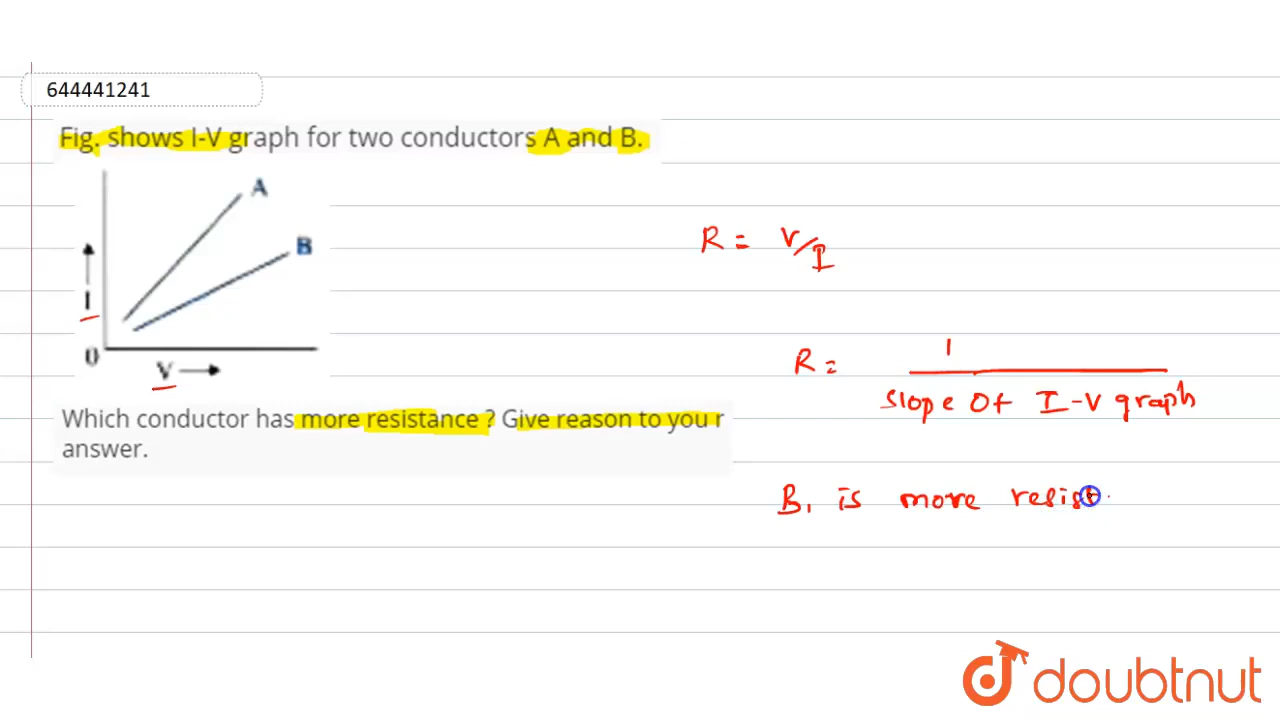 644441241
Fig. shows I-V graph for two conductors A and B.
A
B
I
0
V
Which conductor has more resistance ? Give reason to you r
answer.
R = V/I
R = 1
slope of I-V graph
B, is more resist
doubtnut